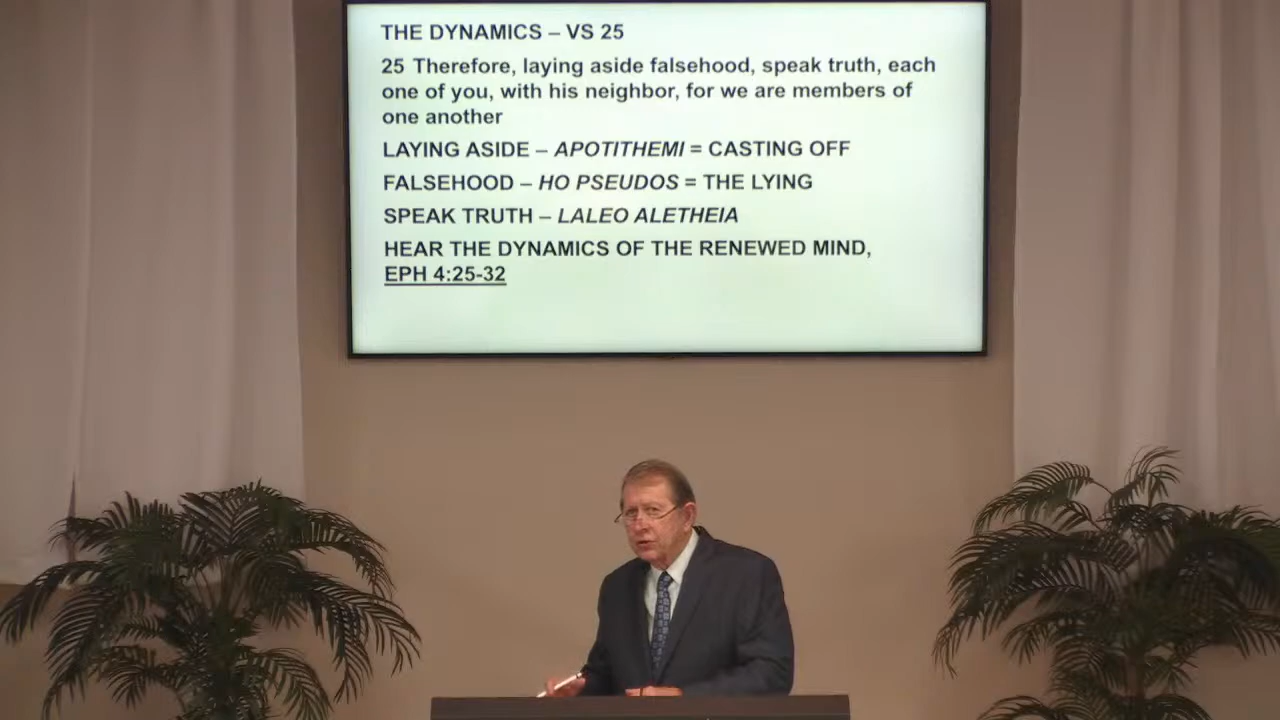 THE DYNAMICS – VS 25
25 Therefore, laying aside falsehood, speak truth, each
one of you, with his neighbor, for we are members of
one another
LAYING ASIDE – APOTITHEMI = CASTING OFF
FALSEHOOD – HO PSEUDOS = THE LYING
SPEAK TRUTH – LALEO ALETHEIA
HEAR THE DYNAMICS OF THE RENEWED MIND,
EPH 4:25-32